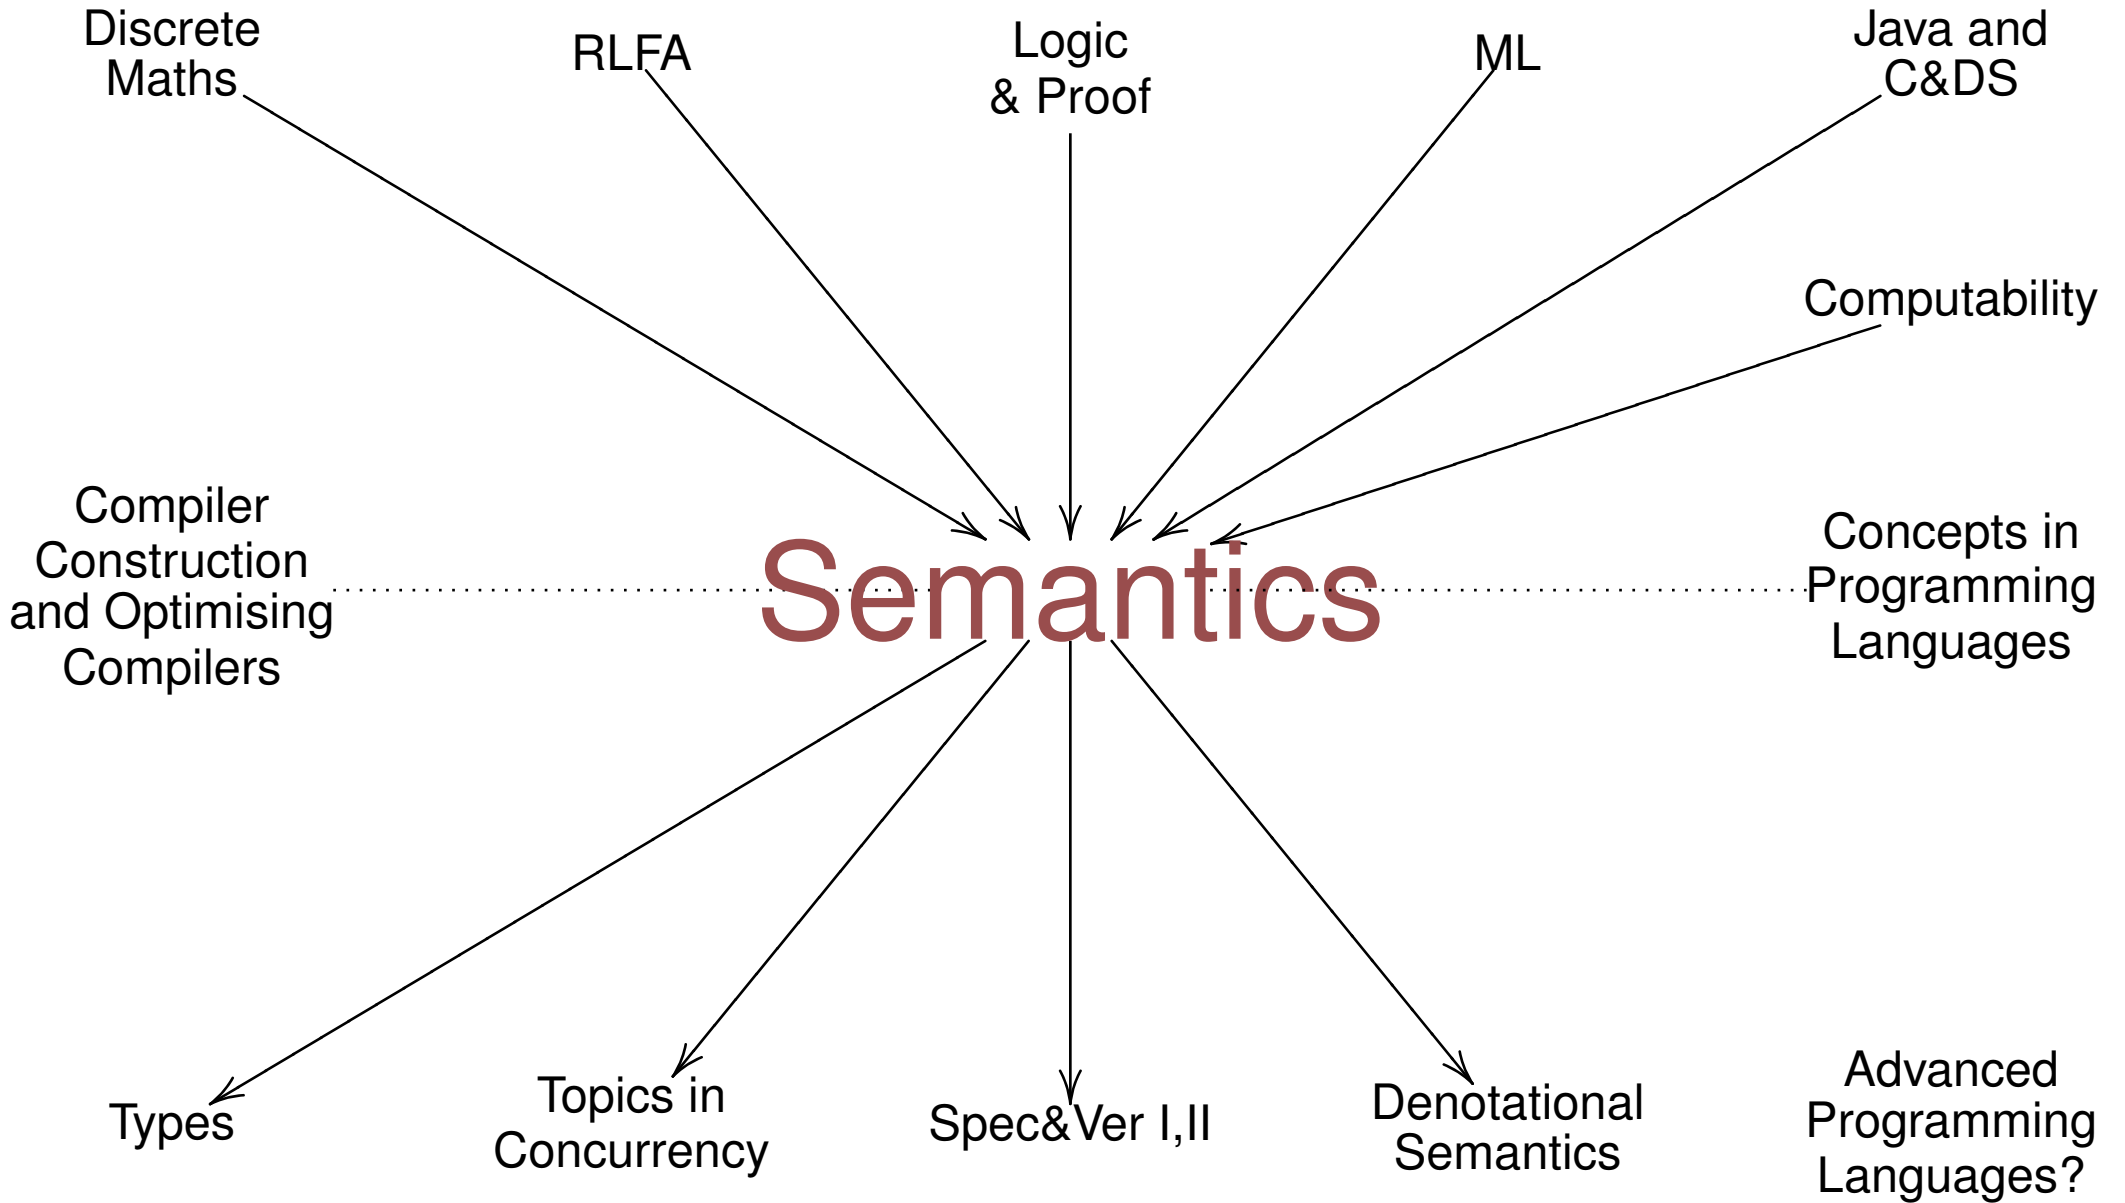 Discrete
Maths
RLFA
Logic
& Proof
ML
Java and
C&DS
Computability
Compiler
Construction
and Optimising
Compilers
Semantics
Concepts in
Programming
Languages
Types
Topics in
Concurrency
Spec&Ver I,II
Denotational
Semantics
Advanced
Programming
Languages?